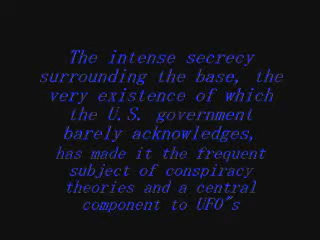 The intense secrecy
surrounding the base, the
very existence of which
the U.S. government
barely acknowledges,
has made it the frequent
subject of conspiracy
theories and a central
component to UFO"s